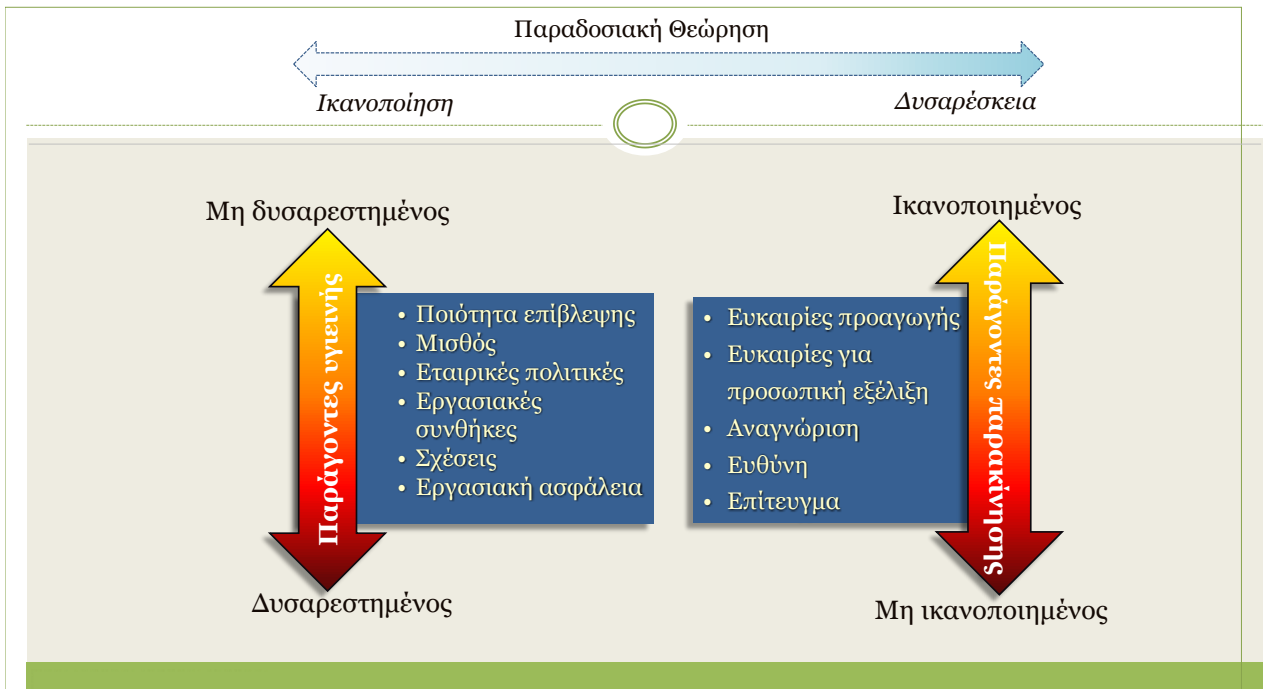 Παραδοσιακή Θεώρηση
Ικανοποίηση
Δυσαρέσκεια
Μη δυσαρεστημένος
Παράγοντες υγιεινής
• Ποιότητα επίβλεψης
• Μισθός
• Εταιρικές πολιτικές
• Εργασιακές
συνθήκες
• Σχέσεις
• Εργασιακή ασφάλεια
Δυσαρεστημένος
Ικανοποιημένος
• Ευκαιρίες προαγωγής
• Ευκαιρίες για
προσωπική εξέλιξη
• Αναγνώριση
• Ευθύνη
• Επίτευγμα
Παράγοντες παρακίνησης
Μη ικανοποιημένος